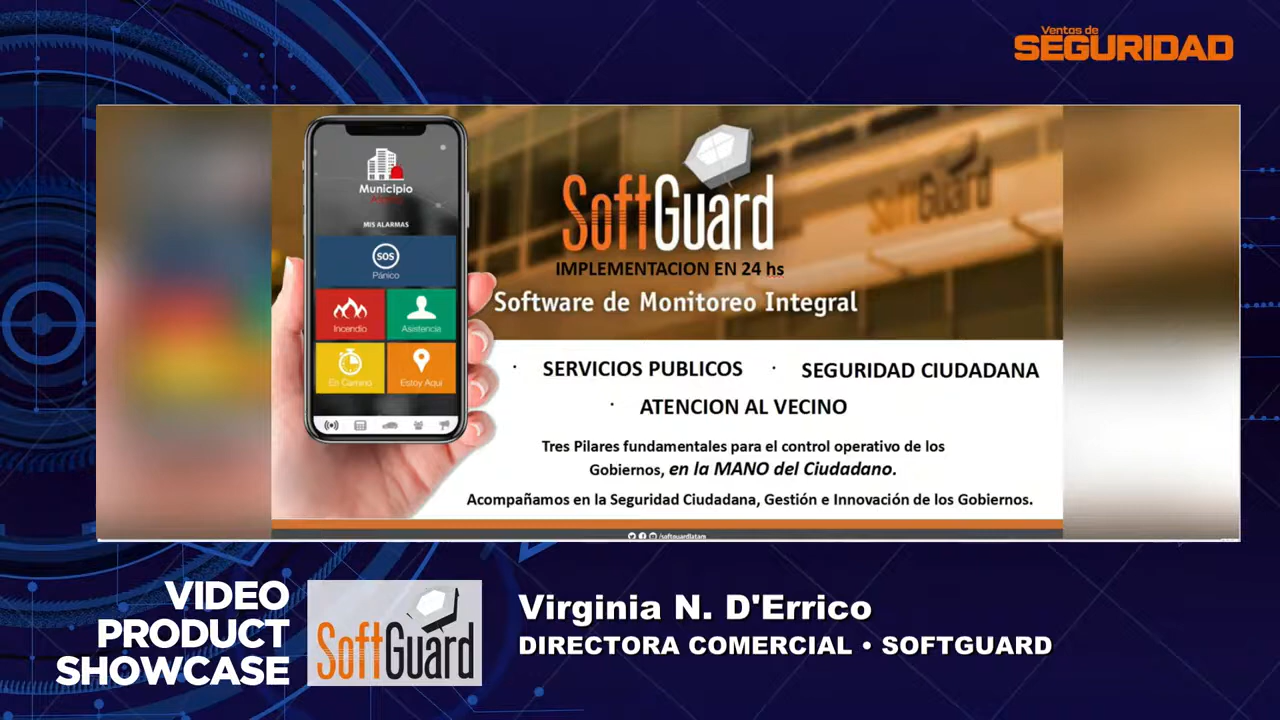 Ventas de
SEGURIDAD
Municipio
MIS ALARMAS
SOS
Pánico
Incendio
Asistencia
En Camino
Estoy Aquí
SoftGuard
IMPLEMENTACION EN 24 hs
Software de Monitoreo Integral
SoftGuard
· SERVICIOS PUBLICOS · SEGURIDAD CIUDADANA
· ATENCION AL VECINO
Tres Pilares fundamentales para el control operativo de los
Gobiernos, en la MANO del Ciudadano.
Acompañamos en la Seguridad Ciudadana, Gestión e Innovación de los Gobiernos.
/softguardlatam
VIDEO
PRODUCT
SHOWCASE
SoftGuard
Virginia N. D'Errico
DIRECTORA COMERCIAL • SOFTGUARD